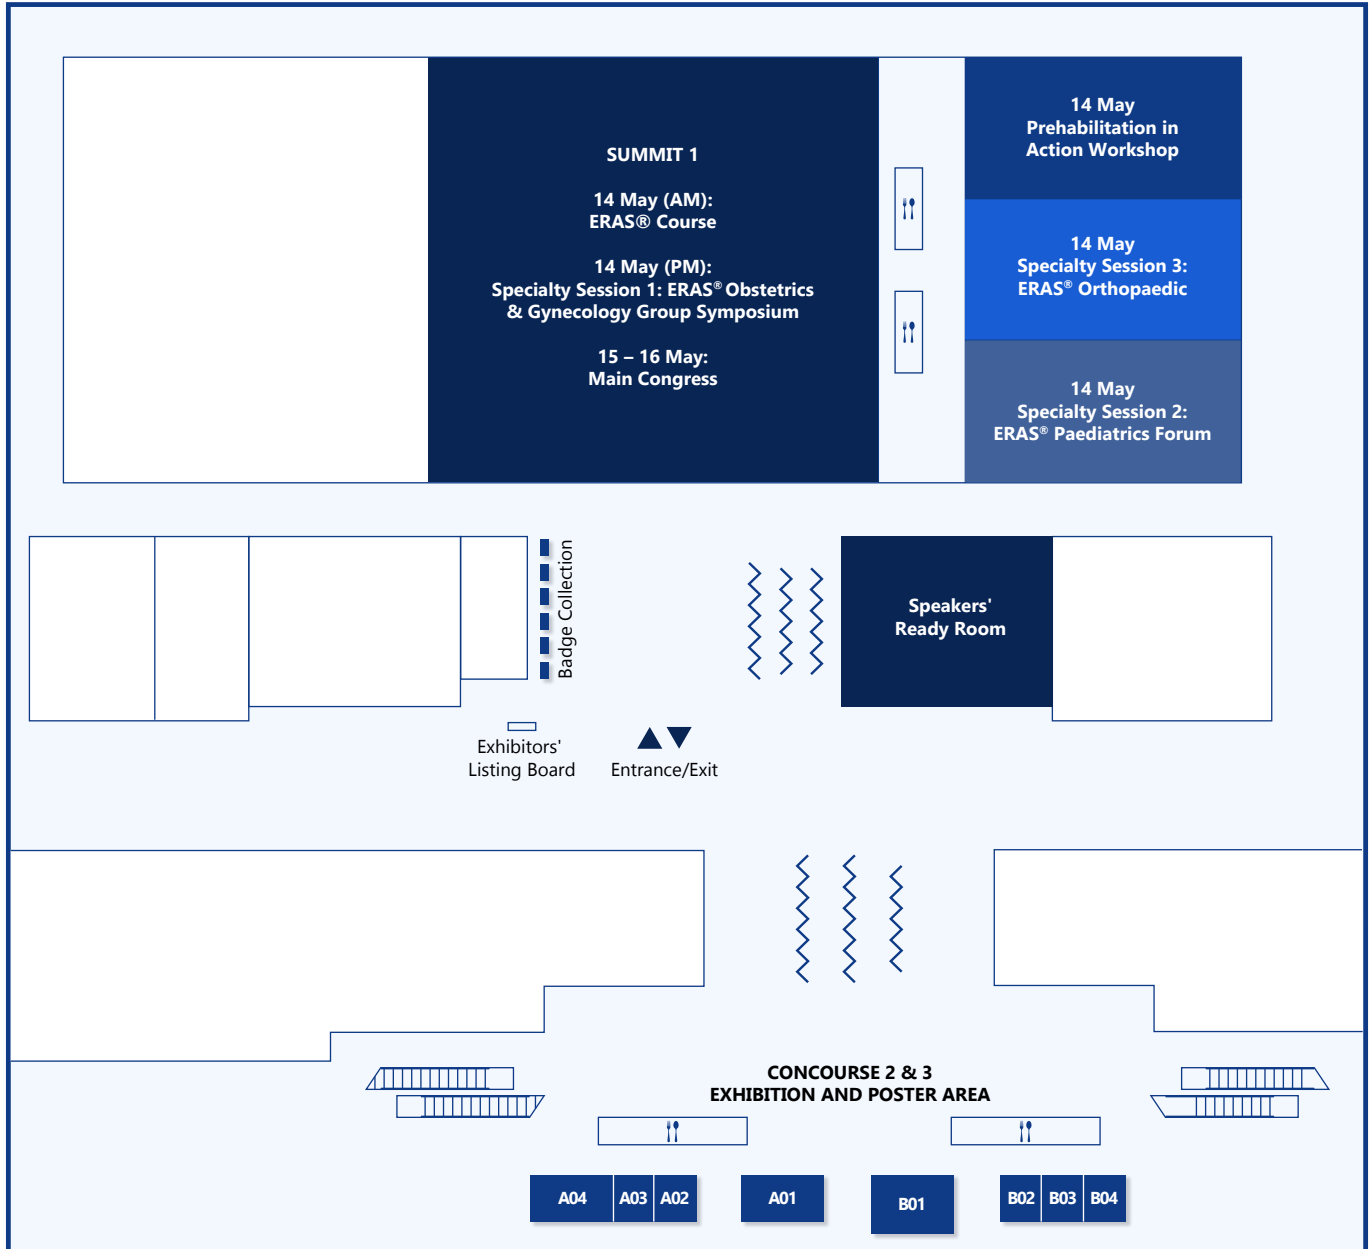 SUMMIT 1
14 May (AM):
ERAS® Course
14 May (PM):
Specialty Session 1: ERAS® Obstetrics
& Gynecology Group Symposium
15 – 16 May:
Main Congress
14 May
Prehabilitation in
Action Workshop
14 May
Specialty Session 3:
ERAS® Orthopaedic
14 May
Specialty Session 2:
ERAS® Paediatrics Forum
Badge Collection
Speakers'
Ready Room
Exhibitors'
Listing Board
Entrance/Exit
CONCOURSE 2 & 3
EXHIBITION AND POSTER AREA
A04
A03
A02
A01
B01
B02
B03
B04